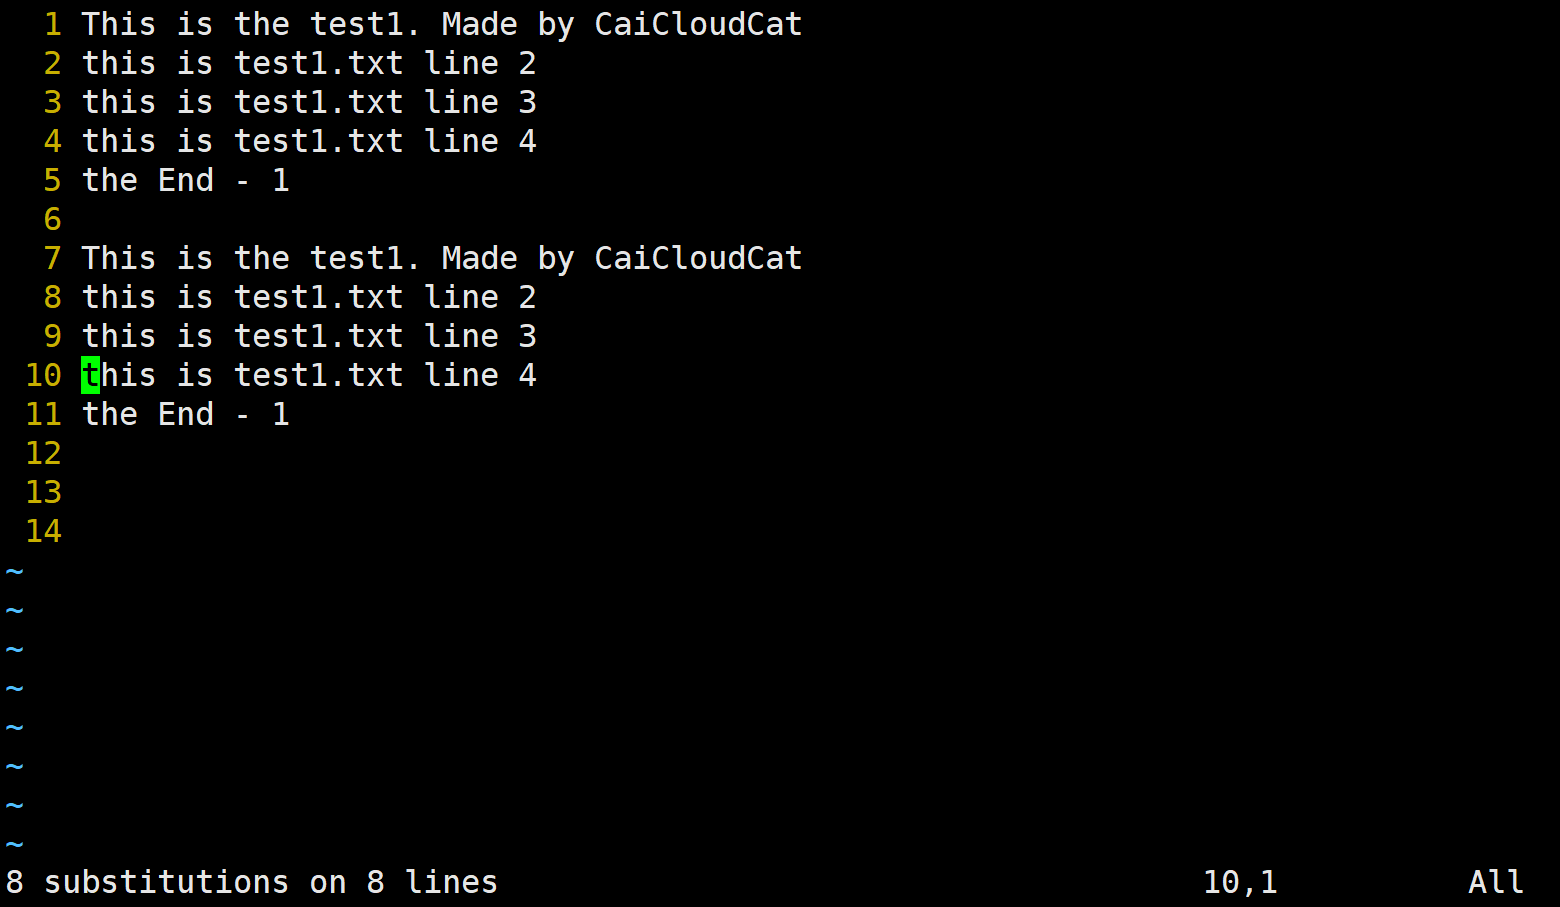 1 This is the test1. Made by CaiCloudCat
2 this is test1.txt line 2
3 this is test1.txt line 3
4 this is test1.txt line 4
5 the End - 1
6
7 This is the test1. Made by CaiCloudCat
8 this is test1.txt line 2
9 this is test1.txt line 3
10 this is test1.txt line 4
11 the End - 1
12
13
14
~
~
~
~
~
~
~
~
8 substitutions on 8 lines 10,1 All